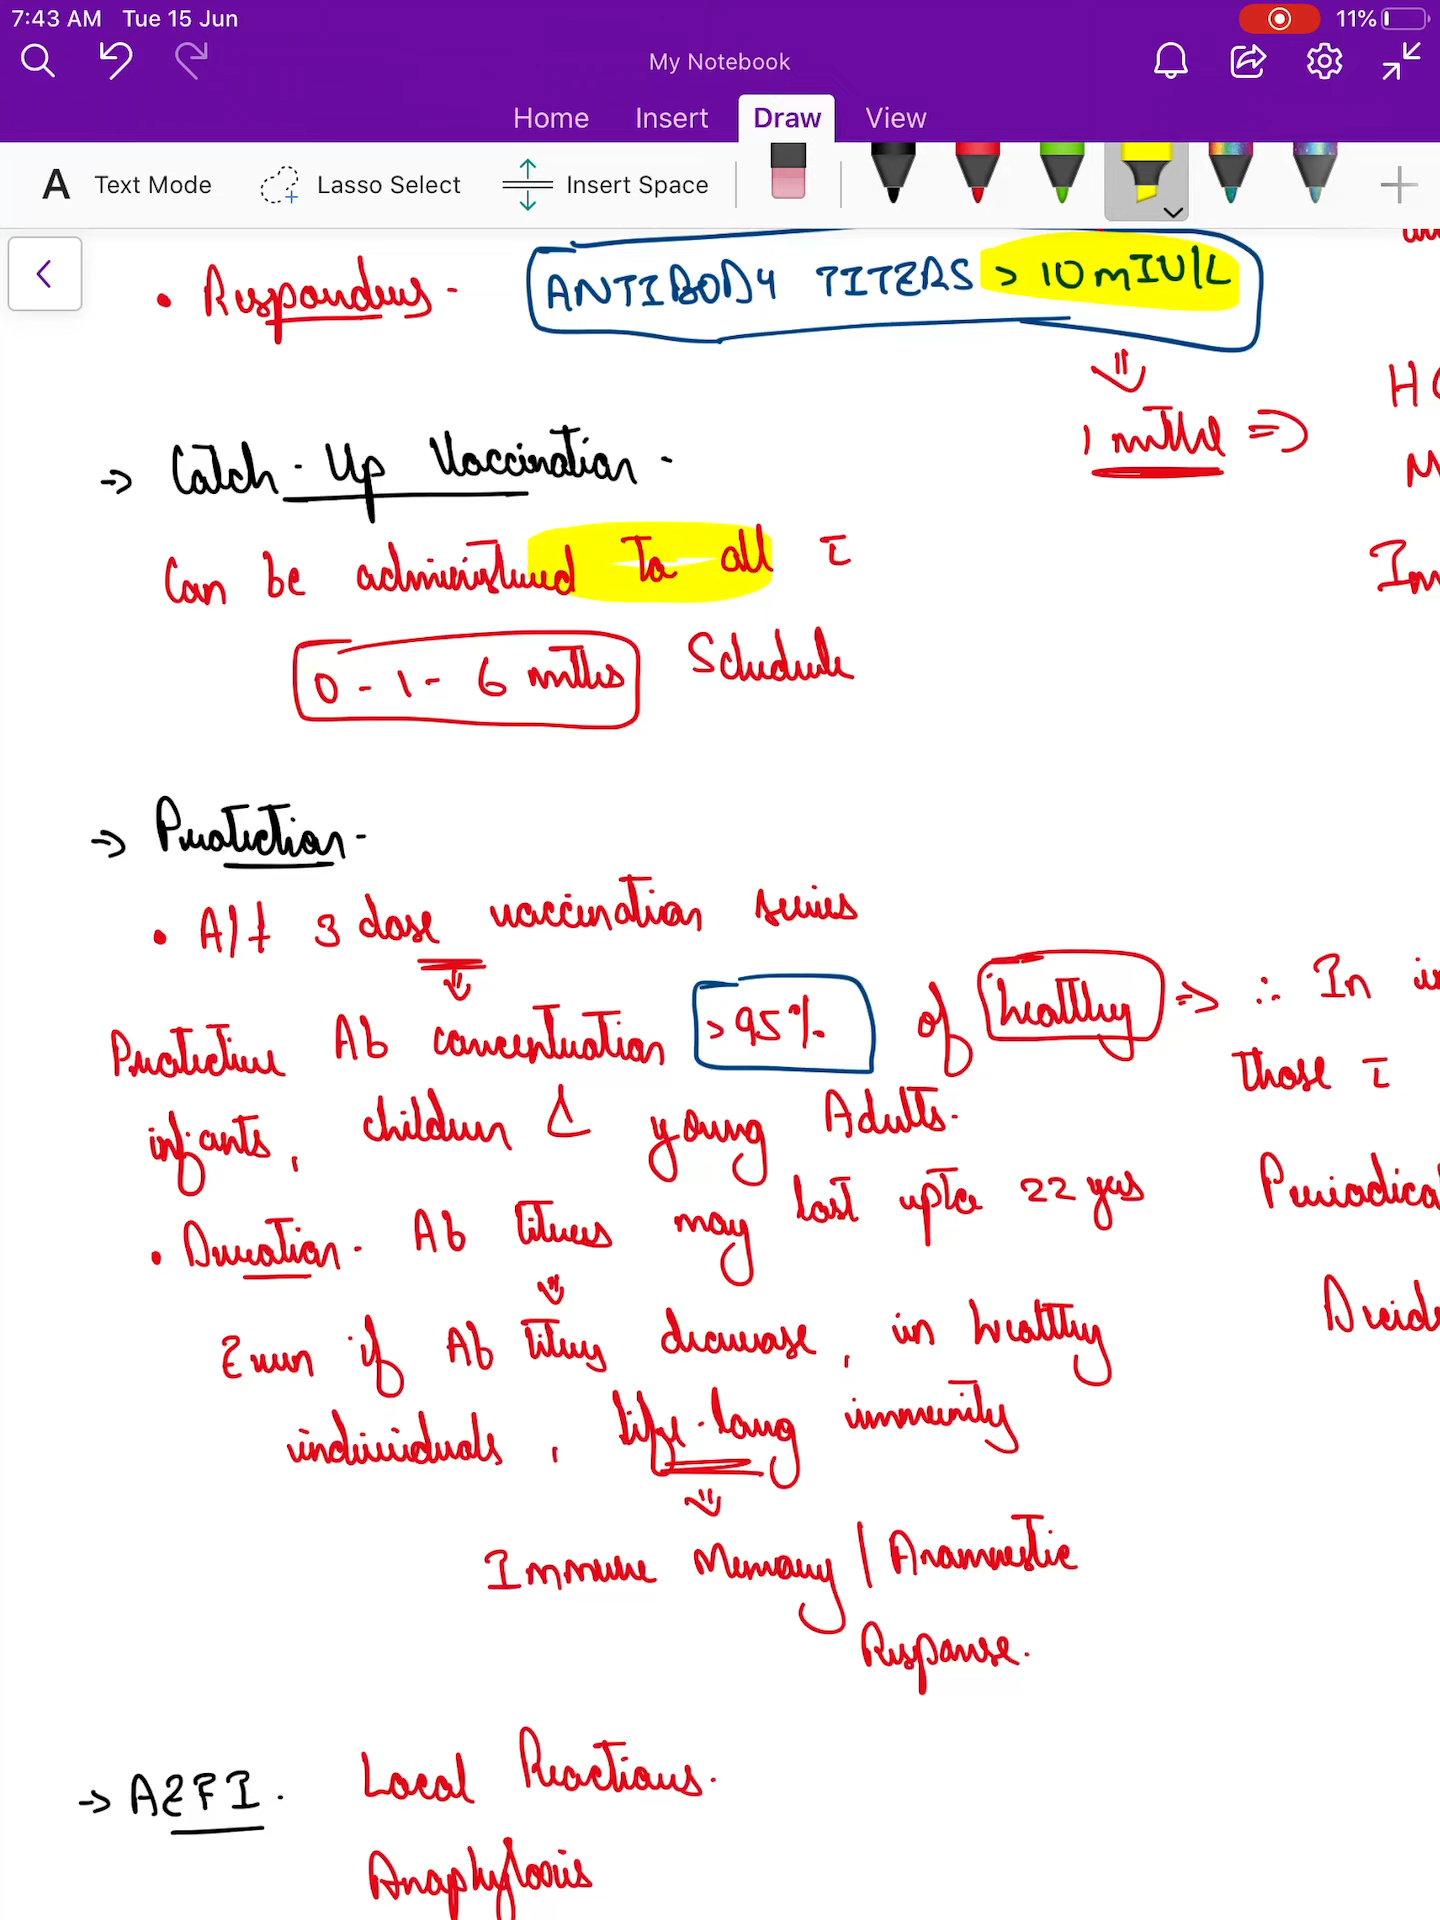 7:43 AM Tue 15 Jun
11%
My Notebook
Home Insert Draw View
A Text Mode Lasso Select Insert Space
• Responders - ANTIBODY TITERS > 10 mIU/L
⇓
1 mth ⇒
→ Catch-Up Vaccination -
Can be administered to all c̄
0 - 1 - 6 mths Schedule
→ Protection -
• A/f 3 dose vaccination series
⇓
Protective Ab concentration >95% of healthy ⇒ ∴ In
infants, children & young Adults. those c̄
• Duration - Ab titers may last upto 22 yrs
⇓
Even if Ab titers decrease, in healthy
individuals, life-long immunity
⇓
Immune Memory / Anamnestic
Response.
→ AEFI. Local Reactions.
Anaphylaxis